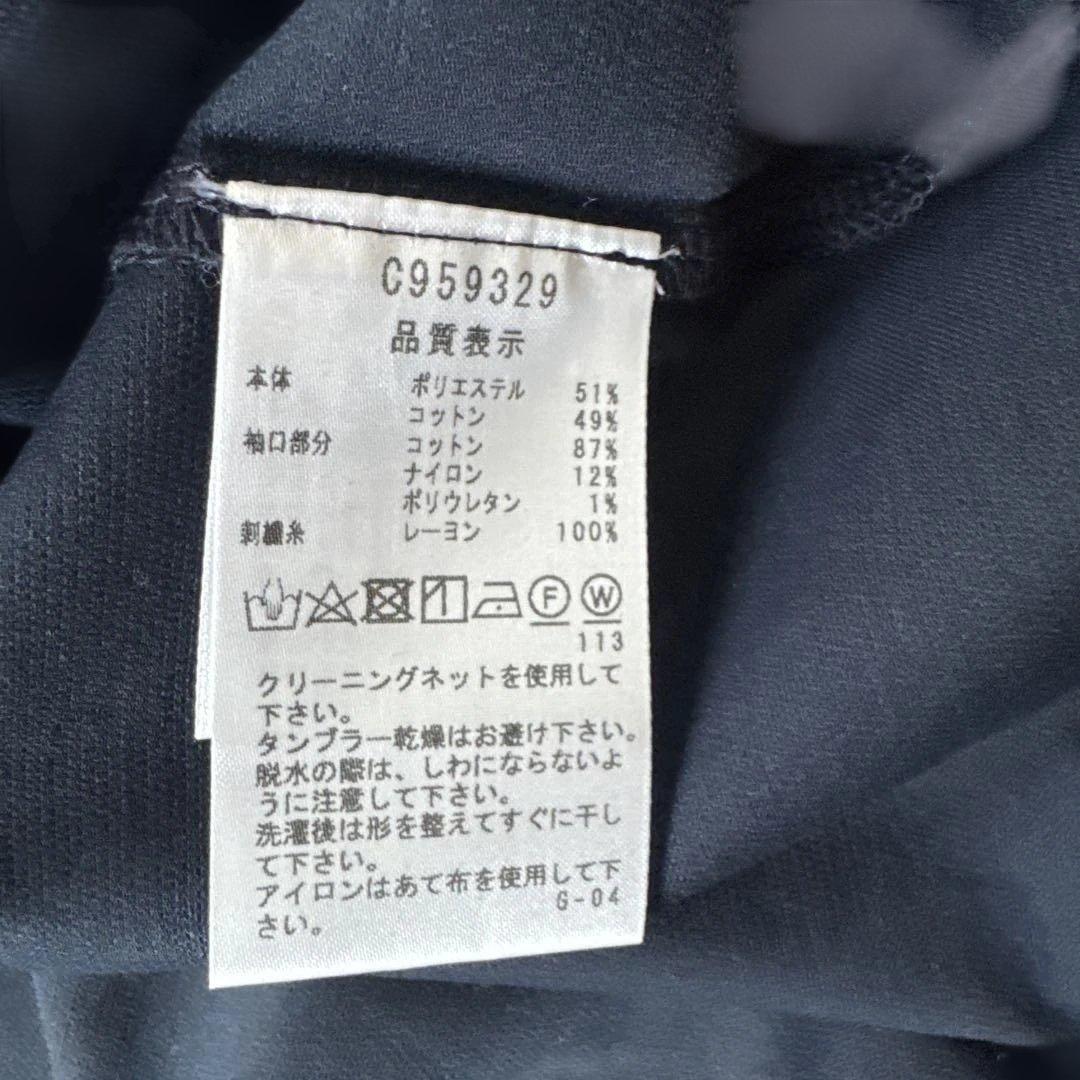 C959329
品質表示
本体 ポリエステル 51%
コットン 49%
袖口部分 コットン 87%
ナイロン 12%
ポリウレタン 1%
刺繍糸 レーヨン 100%
F W
113
クリーニングネットを使用して
下さい。
タンブラー乾燥はお避け下さい。
脱水の際は、しわにならないよ
うに注意して下さい。
洗濯後は形を整えてすぐに干し
て下さい。
アイロンはあて布を使用して下
さい。
G-04